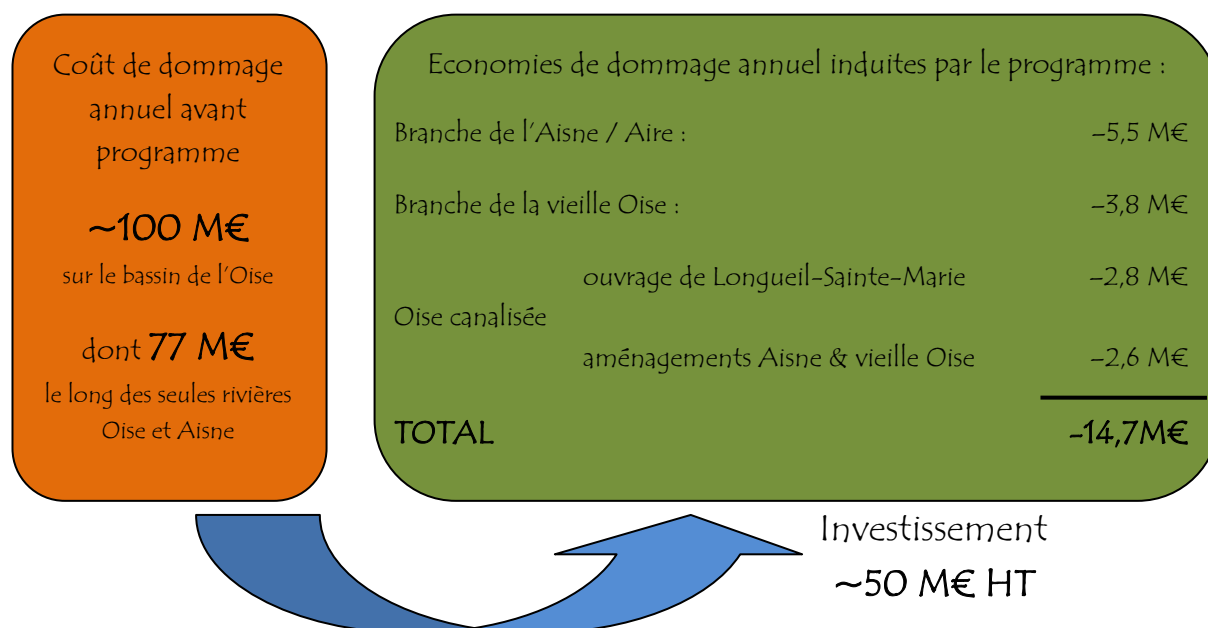 Coût de dommage
annuel avant
programme
~100 M€
sur le bassin de l'Oise
dont 77 M€
le long des seules rivières
Oise et Aisne
Economies de dommage annuel induites par le programme :
Branche de l'Aisne / Aire : -5,5 M€
Branche de la vieille Oise : -3,8 M€
ouvrage de Longueil-Sainte-Marie -2,8 M€
Oise canalisée
aménagements Aisne & vieille Oise -2,6 M€
TOTAL -14,7M€
Investissement
~50 M€ HT